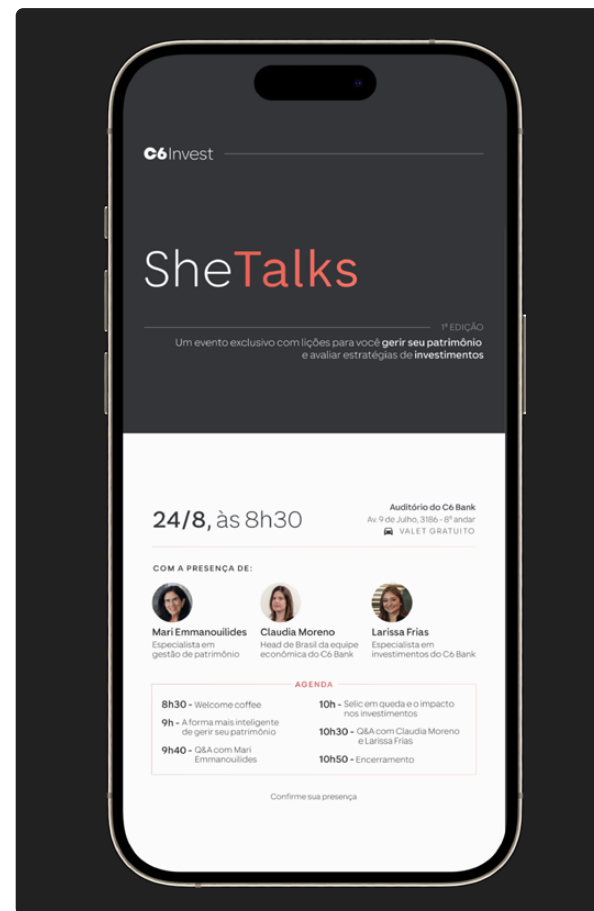 C6Invest
SheTalks
1ª EDIÇÃO
Um evento exclusivo com lições para você gerir seu patrimônio
e avaliar estratégias de investimentos
24/8, às 8h30
Auditório do C6 Bank
Av. 9 de Julho, 3186 - 8º andar
VALET GRATUITO
COM A PRESENÇA DE:
Mari Emmanouilides
Especialista em
gestão de patrimônio
Claudia Moreno
Head de Brasil da equipe
econômica do C6 Bank
Larissa Frias
Especialista em
investimentos do C6 Bank
AGENDA
8h30 - Welcome coffee
9h - A forma mais inteligente
de gerir seu patrimônio
9h40 - Q&A com Mari
Emmanouilides
10h - Selic em queda e o impacto
nos investimentos
10h30 - Q&A com Claudia Moreno
e Larissa Frias
10h50 - Encerramento
Confirme sua presença